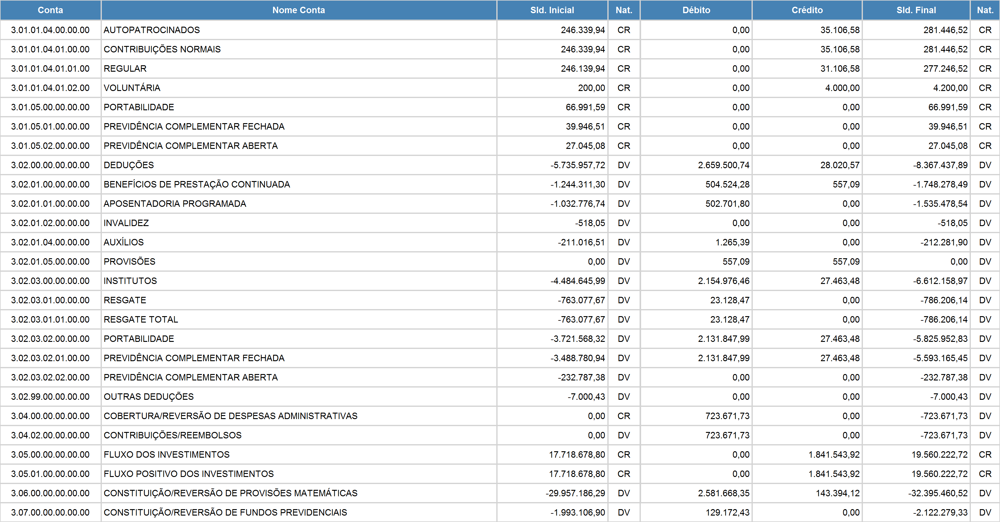 Conta Nome Conta Sld. Inicial Nat. Débito Crédito Sld. Final Nat.
3.01.01.04.00.00.00 AUTOPATROCINADOS 246.339,94 CR 0,00 35.106,58 281.446,52 CR
3.01.01.04.01.00.00 CONTRIBUIÇÕES NORMAIS 246.339,94 CR 0,00 35.106,58 281.446,52 CR
3.01.01.04.01.01.00 REGULAR 246.139,94 CR 0,00 31.106,58 277.246,52 CR
3.01.01.04.01.02.00 VOLUNTÁRIA 200,00 CR 0,00 4.000,00 4.200,00 CR
3.01.05.00.00.00.00 PORTABILIDADE 66.991,59 CR 0,00 0,00 66.991,59 CR
3.01.05.01.00.00.00 PREVIDÊNCIA COMPLEMENTAR FECHADA 39.946,51 CR 0,00 0,00 39.946,51 CR
3.01.05.02.00.00.00 PREVIDÊNCIA COMPLEMENTAR ABERTA 27.045,08 CR 0,00 0,00 27.045,08 CR
3.02.00.00.00.00.00 DEDUÇÕES -5.735.957,72 DV 2.659.500,74 28.020,57 -8.367.437,89 DV
3.02.01.00.00.00.00 BENEFÍCIOS DE PRESTAÇÃO CONTINUADA -1.244.311,30 DV 504.524,28 557,09 -1.748.278,49 DV
3.02.01.01.00.00.00 APOSENTADORIA PROGRAMADA -1.032.776,74 DV 502.701,80 0,00 -1.535.478,54 DV
3.02.01.02.00.00.00 INVALIDEZ -518,05 DV 0,00 0,00 -518,05 DV
3.02.01.04.00.00.00 AUXÍLIOS -211.016,51 DV 1.265,39 0,00 -212.281,90 DV
3.02.01.05.00.00.00 PROVISÕES 0,00 DV 557,09 557,09 0,00 DV
3.02.03.00.00.00.00 INSTITUTOS -4.484.645,99 DV 2.154.976,46 27.463,48 -6.612.158,97 DV
3.02.03.01.00.00.00 RESGATE -763.077,67 DV 23.128,47 0,00 -786.206,14 DV
3.02.03.01.01.00.00 RESGATE TOTAL -763.077,67 DV 23.128,47 0,00 -786.206,14 DV
3.02.03.02.00.00.00 PORTABILIDADE -3.721.568,32 DV 2.131.847,99 27.463,48 -5.825.952,83 DV
3.02.03.02.01.00.00 PREVIDÊNCIA COMPLEMENTAR FECHADA -3.488.780,94 DV 2.131.847,99 27.463,48 -5.593.165,45 DV
3.02.03.02.02.00.00 PREVIDÊNCIA COMPLEMENTAR ABERTA -232.787,38 DV 0,00 0,00 -232.787,38 DV
3.02.99.00.00.00.00 OUTRAS DEDUÇÕES -7.000,43 DV 0,00 0,00 -7.000,43 DV
3.04.00.00.00.00.00 COBERTURA/REVERSÃO DE DESPESAS ADMINISTRATIVAS 0,00 CR 723.671,73 0,00 -723.671,73 DV
3.04.02.00.00.00.00 CONTRIBUIÇÕES/REEMBOLSOS 0,00 DV 723.671,73 0,00 -723.671,73 DV
3.05.00.00.00.00.00 FLUXO DOS INVESTIMENTOS 17.718.678,80 CR 0,00 1.841.543,92 19.560.222,72 CR
3.05.01.00.00.00.00 FLUXO POSITIVO DOS INVESTIMENTOS 17.718.678,80 CR 0,00 1.841.543,92 19.560.222,72 CR
3.06.00.00.00.00.00 CONSTITUIÇÃO/REVERSÃO DE PROVISÕES MATEMÁTICAS -29.957.186,29 DV 2.581.668,35 143.394,12 -32.395.460,52 DV
3.07.00.00.00.00.00 CONSTITUIÇÃO/REVERSÃO DE FUNDOS PREVIDENCIAIS -1.993.106,90 DV 129.172,43 0,00 -2.122.279,33 DV